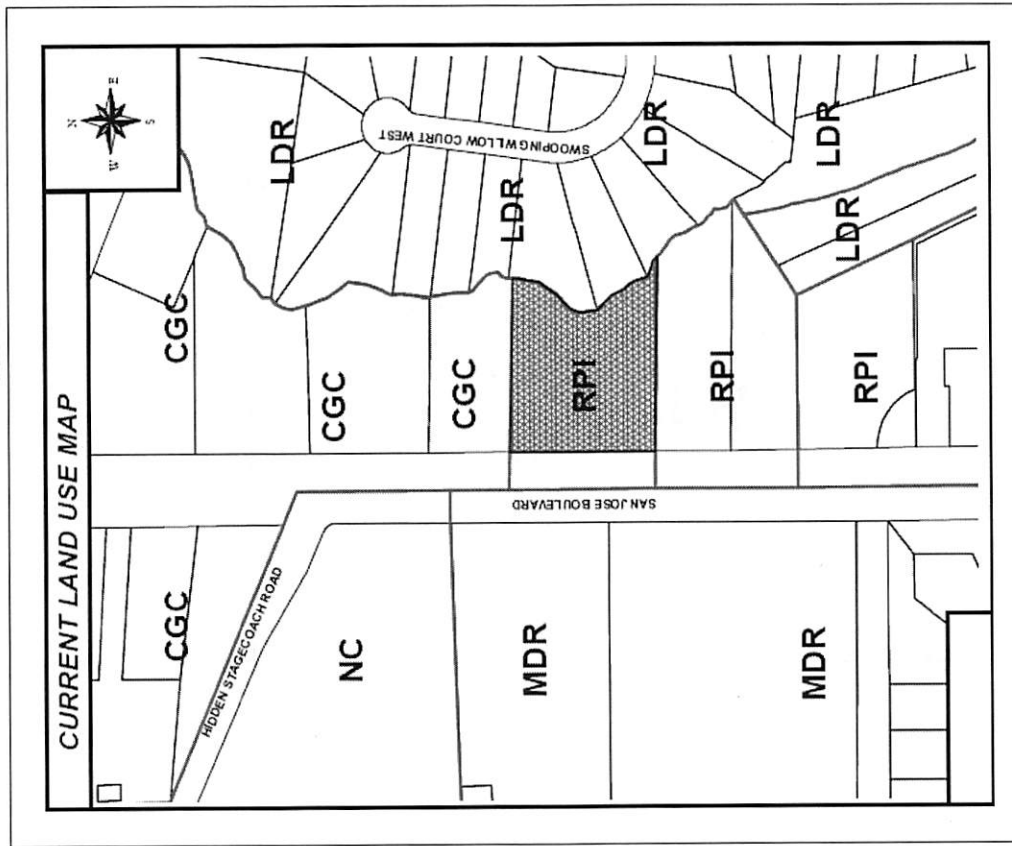 CURRENT LAND USE MAP
N
W E
S
CGC
CGC
HIDDEN STAGECOACH ROAD
LDR
CGC
NC
SWOOPING WILLOW COURT WEST
CGC
LDR
MDR
RPI
SAN JOSE BOULEVARD
LDR
RPI
MDR
LDR
LDR
RPI